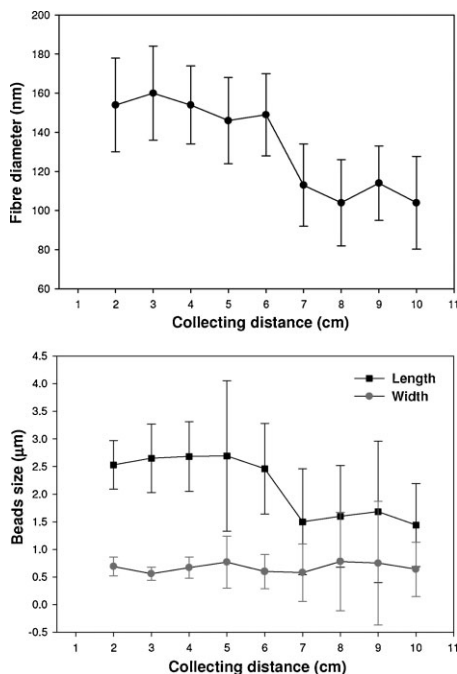 200
180
160
140
120
100
80
60
Fibre diameter (nm)
1 2 3 4 5 6 7 8 9 10 11
Collecting distance (cm)
4.5
4.0
3.5
3.0
2.5
2.0
1.5
1.0
0.5
0.0
-0.5
Beads size (μm)
Length
Width
1 2 3 4 5 6 7 8 9 10 11
Collecting distance (cm)